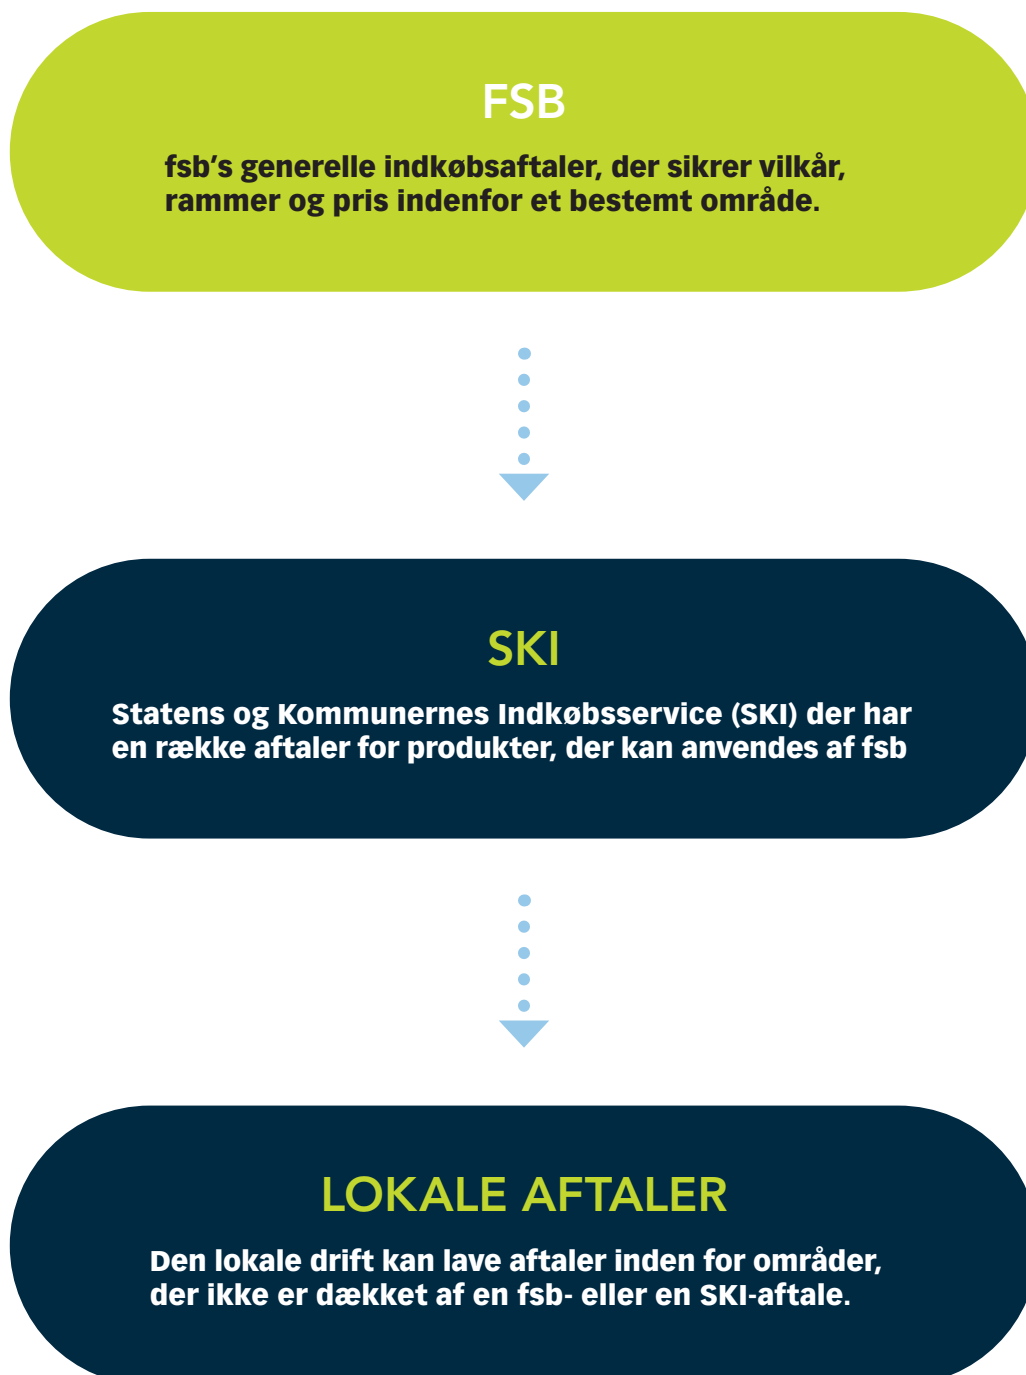 FSB
fsb’s generelle indkøbsaftaler, der sikrer vilkår,
rammer og pris indenfor et bestemt område.
SKI
Statens og Kommunernes Indkøbsservice (SKI) der har
en række aftaler for produkter, der kan anvendes af fsb
LOKALE AFTALER
Den lokale drift kan lave aftaler inden for områder,
der ikke er dækket af en fsb- eller en SKI-aftale.